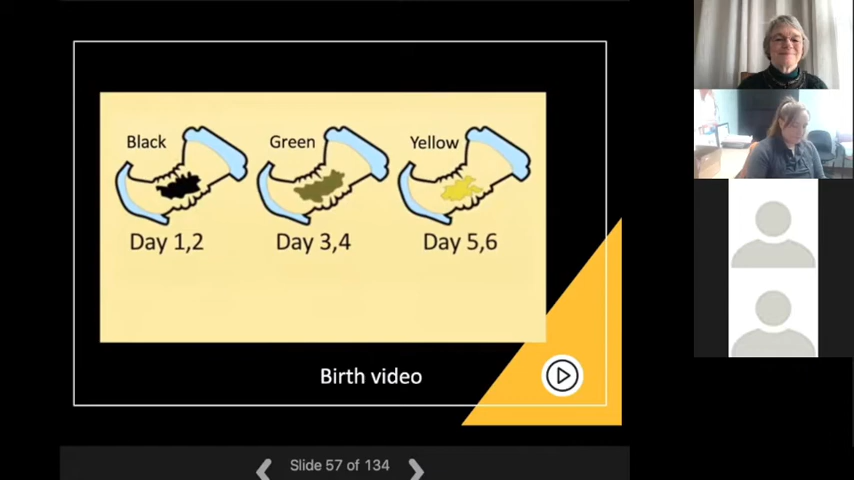 Black Green Yellow
Day 1,2 Day 3,4 Day 5,6
Birth video
Slide 57 of 134